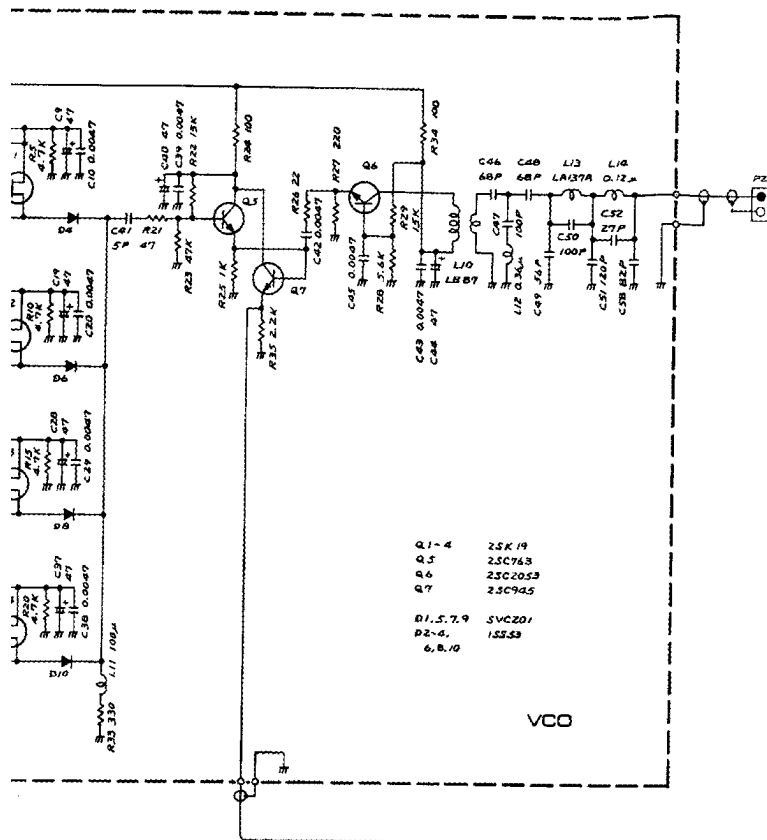 C9
47
R5
4.7K
C10 0.0047
D4
C41
5P
R21
47
C40 47
C39 0.0047
R22 15K
R24 100
Q5
R23 47K
R25 1K
Q7
R35 2.2K
R26 22
C42 0.0047
R27 220
Q6
C45 0.0047
R28 5.6K
R29
15K
R34 100
C43 0.0047
C44 47
L10
C46
68P
C47
100P
L12 0.36μ
C48
68P
C49 56P
L13
LA137A
C50
100P
L14
0.12μ
C52
27P
C51 120P
C58 82P
C19
47
R10
4.7K
C20 0.0047
D6
C28
47
R15
4.7K
C29 0.0047
D8
C37
47
R20
4.7K
C38 0.0047
D10
L11 100μ
R33 330
Q1-4 2SK19
Q5 2SC763
Q6 2SC2053
Q7 2SC945
D1.5.7.9 SVC201
D2-4, 1SS53
6,8,10
VCO